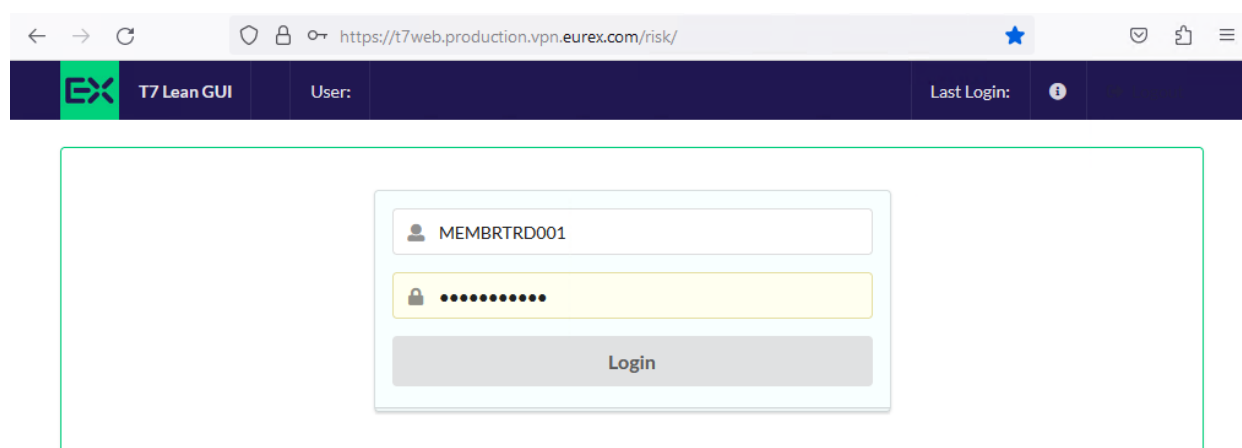 https://t7web.production.vpn.eurex.com/risk/
EX T7 Lean GUI User: Last Login:
MEMBRTRD001
•••••••••••
Login